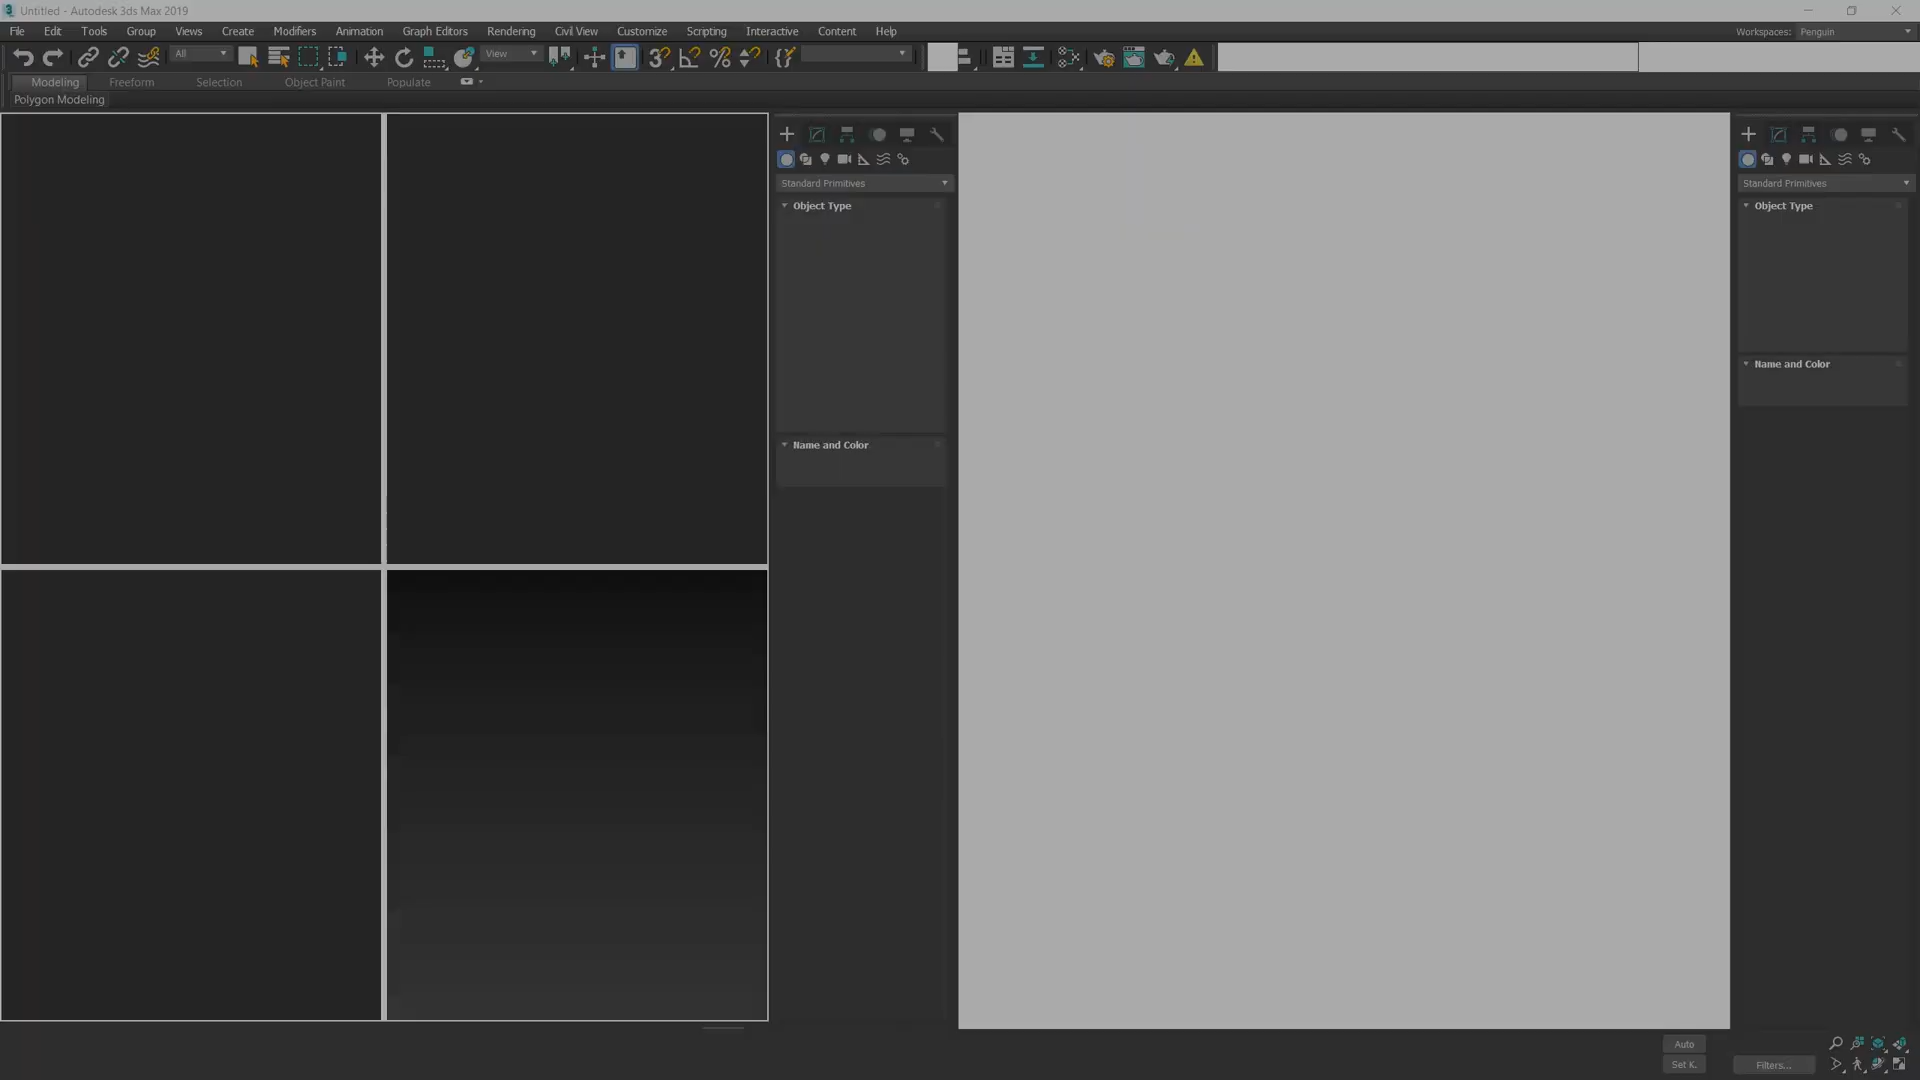 Untitled - Autodesk 3ds Max 2019
File Edit Tools Group Views Create Modifiers Animation Graph Editors Rendering Civil View Customize Scripting Interactive Content Help Workspaces: Penguin
All View
Modeling Freeform Selection Object Paint Populate
Polygon Modeling
Standard Primitives
Object Type
Name and Color
Standard Primitives
Object Type
Name and Color
Auto
Set K.
Filters...